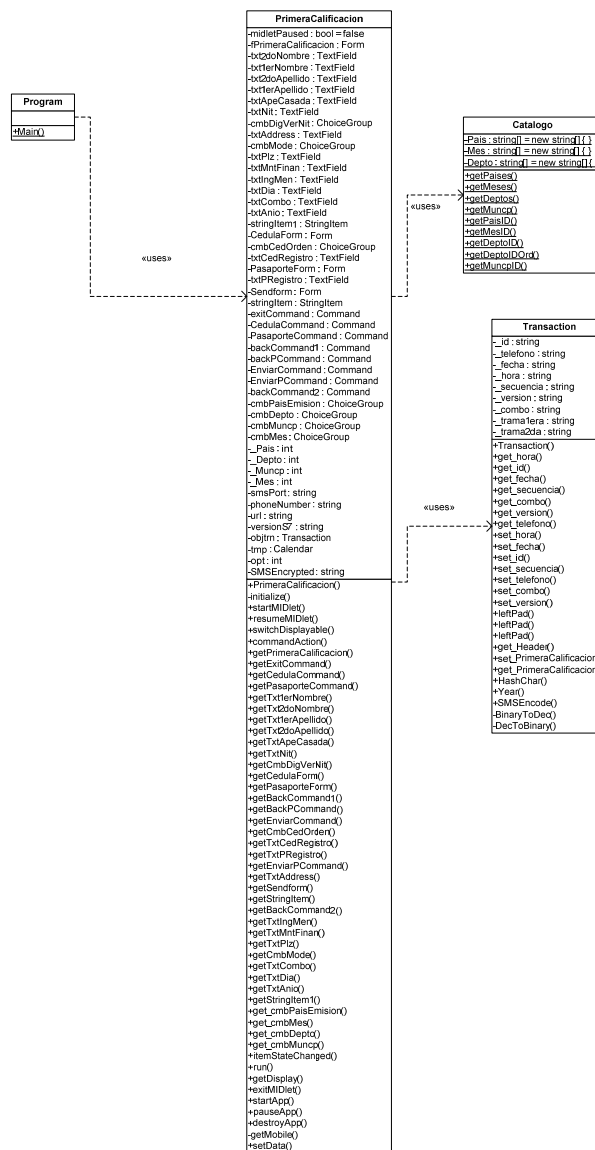 Program
+Main()
«uses»
PrimeraCalificacion
-midletPaused : bool = false
-fPrimeraCalificacion : Form
-txt2doNombre : TextField
-txt1erNombre : TextField
-txt2doApellido : TextField
-txt1erApellido : TextField
-txtApeCasada : TextField
-txtNit : TextField
-cmbDigVerNit : ChoiceGroup
-txtAddress : TextField
-cmbMode : ChoiceGroup
-txtPlz : TextField
-txtMntFinan : TextField
-txtIngMen : TextField
-txtDia : TextField
-txtCombo : TextField
-txtAnio : TextField
-stringItem1 : StringItem
-CedulaForm : Form
-cmbCedOrden : ChoiceGroup
-txtCedRegistro : TextField
-PasaporteForm : Form
-txtPRegistro : TextField
-Sendform : Form
-stringItem : StringItem
-exitCommand : Command
-CedulaCommand : Command
-PasaporteCommand : Command
-backCommand1 : Command
-backPCommand : Command
-EnviarCommand : Command
-EnviarPCommand : Command
-backCommand2 : Command
-cmbPaisEmision : ChoiceGroup
-cmbDepto : ChoiceGroup
-cmbMuncp : ChoiceGroup
-cmbMes : ChoiceGroup
-_Pais : int
-_Depto : int
-_Muncp : int
-_Mes : int
-smsPort : string
-phoneNumber : string
-url : string
-versionS7 : string
-objtrn : Transaction
-tmp : Calendar
-opt : int
-SMSEncrypted : string
+PrimeraCalificacion()
-initialize()
+startMIDlet()
+resumeMIDlet()
+switchDisplayable()
+commandAction()
+getPrimeraCalificacion()
+getExitCommand()
+getCedulaCommand()
+getPasaporteCommand()
+getTxt1erNombre()
+getTxt2doNombre()
+getTxt1erApellido()
+getTxt2doApellido()
+getTxtApeCasada()
+getTxtNit()
+getCmbDigVerNit()
+getCedulaForm()
+getPasaporteForm()
+getBackCommand1()
+getBackPCommand()
+getEnviarCommand()
+getCmbCedOrden()
+getTxtCedRegistro()
+getTxtPRegistro()
+getEnviarPCommand()
+getTxtAddress()
+getSendform()
+getStringItem()
+getBackCommand2()
+getTxtIngMen()
+getTxtMntFinan()
+getTxtPlz()
+getCmbMode()
+getTxtCombo()
+getTxtDia()
+getTxtAnio()
+getStringItem1()
+get_cmbPaisEmision()
+get_cmbMes()
+get_cmbDepto()
+get_cmbMuncp()
+itemStateChanged()
+run()
+getDisplay()
+exitMIDlet()
+startApp()
+pauseApp()
+destroyApp()
-getMobile()
+setData()
«uses»
Catalogo
-Pais : string[] = new string[] { }
-Mes : string[] = new string[] { }
-Depto : string[] = new string[] {
+getPaises()
+getMeses()
+getDeptos()
+getMuncp()
+getPaisID()
+getMesID()
+getDeptoID()
+getDeptoIDOrd()
+getMuncpID()
«uses»
Transaction
-_id : string
-_telefono : string
-_fecha : string
-_hora : string
-_secuencia : string
-_version : string
-_combo : string
-_trama1era : string
-_trama2da : string
+Transaction()
+get_hora()
+get_id()
+get_fecha()
+get_secuencia()
+get_combo()
+get_version()
+get_telefono()
+set_hora()
+set_fecha()
+set_id()
+set_secuencia()
+set_telefono()
+set_combo()
+set_version()
+leftPad()
+leftPad()
+leftPad()
+get_Header()
+set_PrimeraCalificacion
+get_PrimeraCalificacion
+HashChar()
+Year()
+SMSEncode()
-BinaryToDec()
-DecToBinary()